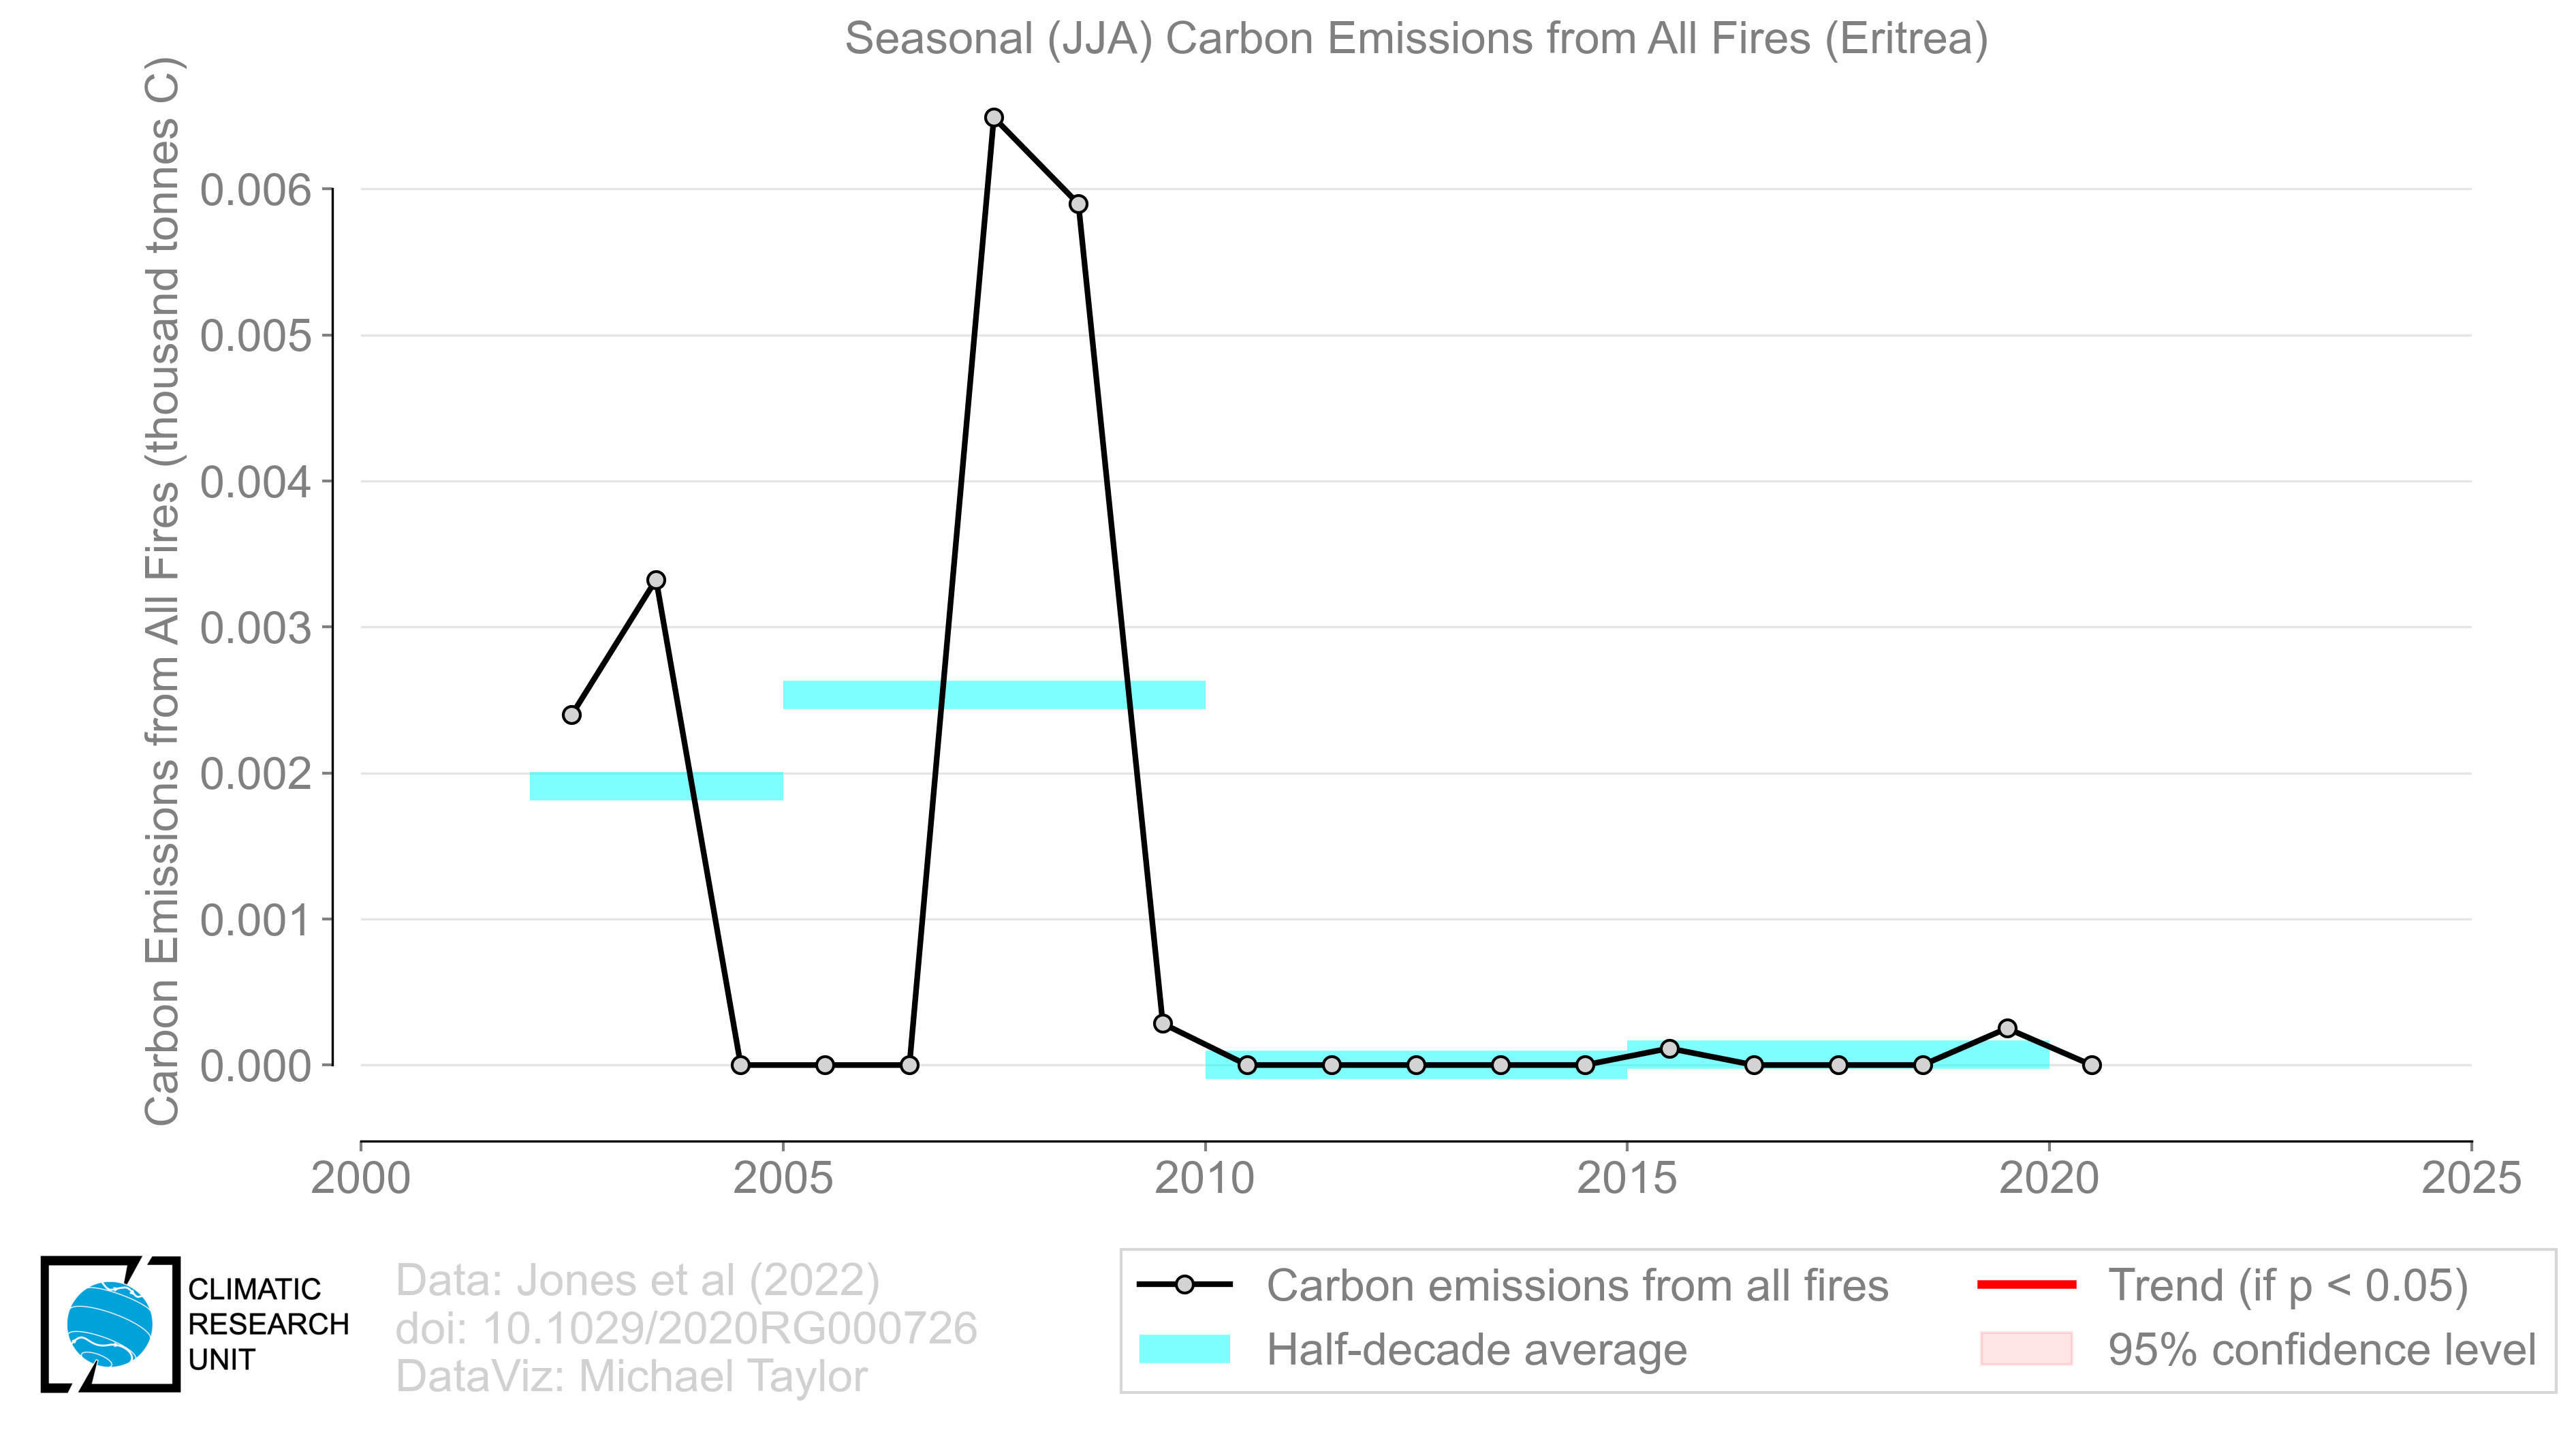 Seasonal (JJA) Carbon Emissions from All Fires (Eritrea)
Carbon Emissions from All Fires (thousand tonnes C)
0.006
0.005
0.004
0.003
0.002
0.001
0.000
2000 2005 2010 2015 2020 2025
CLIMATIC
RESEARCH
UNIT
Data: Jones et al (2022)
doi: 10.1029/2020RG000726
DataViz: Michael Taylor
Carbon emissions from all fires
Half-decade average
Trend (if p < 0.05)
95% confidence level